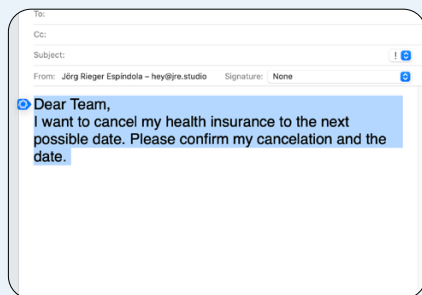 To:
Cc:
Subject:
!
From: Jörg Rieger Espindola – hey@jre.studio Signature: None
Dear Team,
I want to cancel my health insurance to the next
possible date. Please confirm my cancelation and the
date.